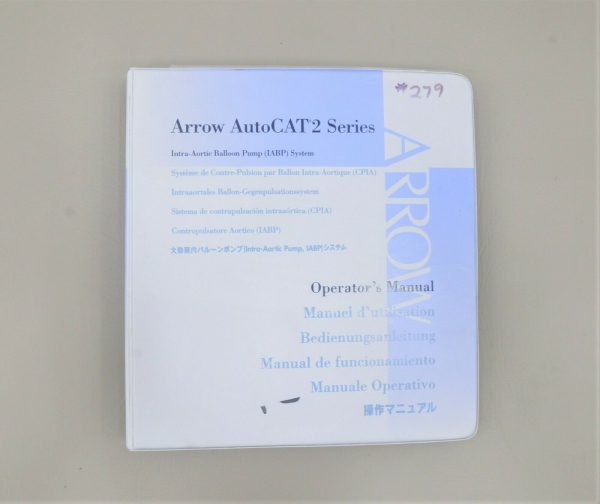 #279
Arrow AutoCAT®2 Series
Intra-Aortic Balloon Pump (IABP) System
Système de Contre-Pulsion par Ballon Intra-Aortique (CPIA)
Intraaortales Ballon-Gegenpulsationssystem
Sistema de contrapulsación intraaórtica (CPIA)
Contropulsatore Aortico (IABP)
大動脈内バルーンポンプ(Intra-Aortic Pump, IABP)システム
ARROW
Operator's Manual
Manuel d'utilisation
Bedienungsanleitung
Manual de funcionamiento
Manuale Operativo
操作マニュアル